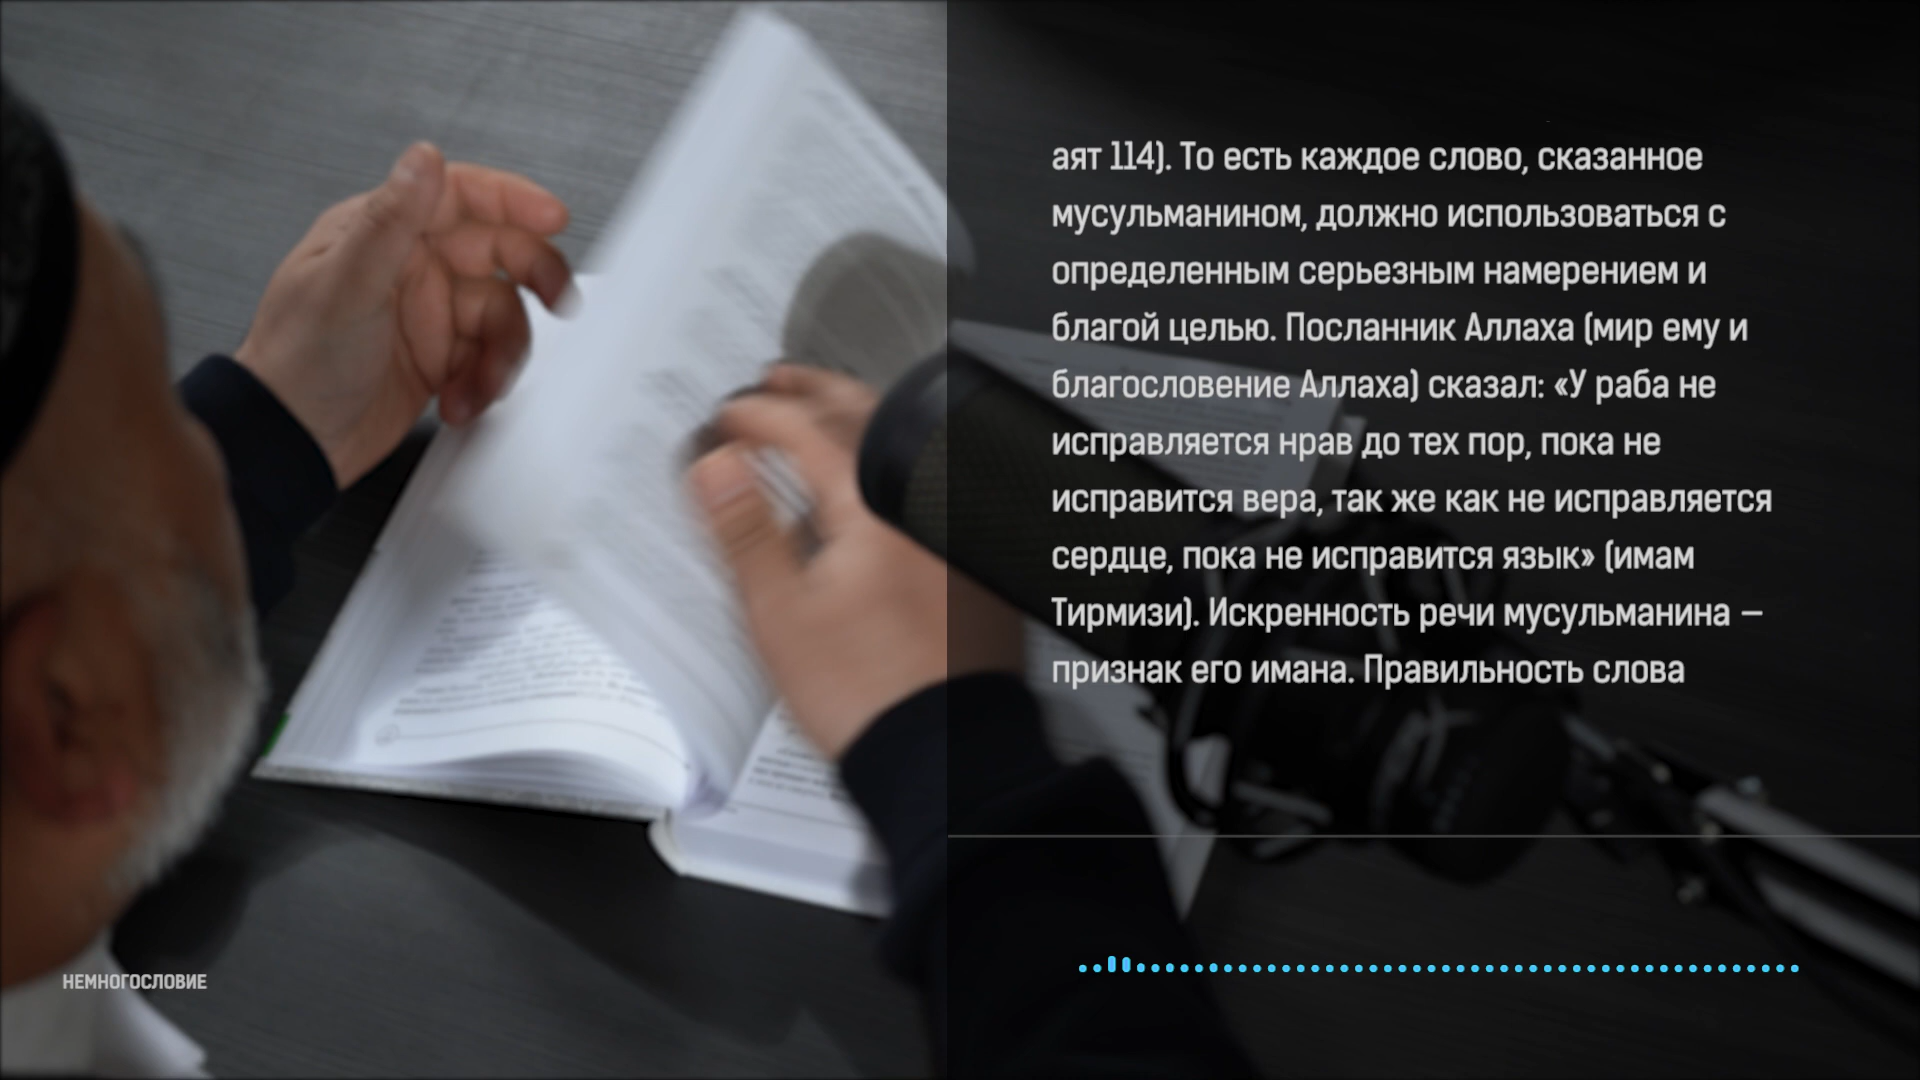 аят 114). То есть каждое слово, сказанное
мусульманином, должно использоваться с
определенным серьезным намерением и
благой целью. Посланник Аллаха (мир ему и
благословение Аллаха) сказал: «У раба не
исправляется нрав до тех пор, пока не
исправится вера, так же как не исправляется
сердце, пока не исправится язык» (имам
Тирмизи). Искренность речи мусульманина —
признак его имана. Правильность слова
НЕМНОГОСЛОВИЕ